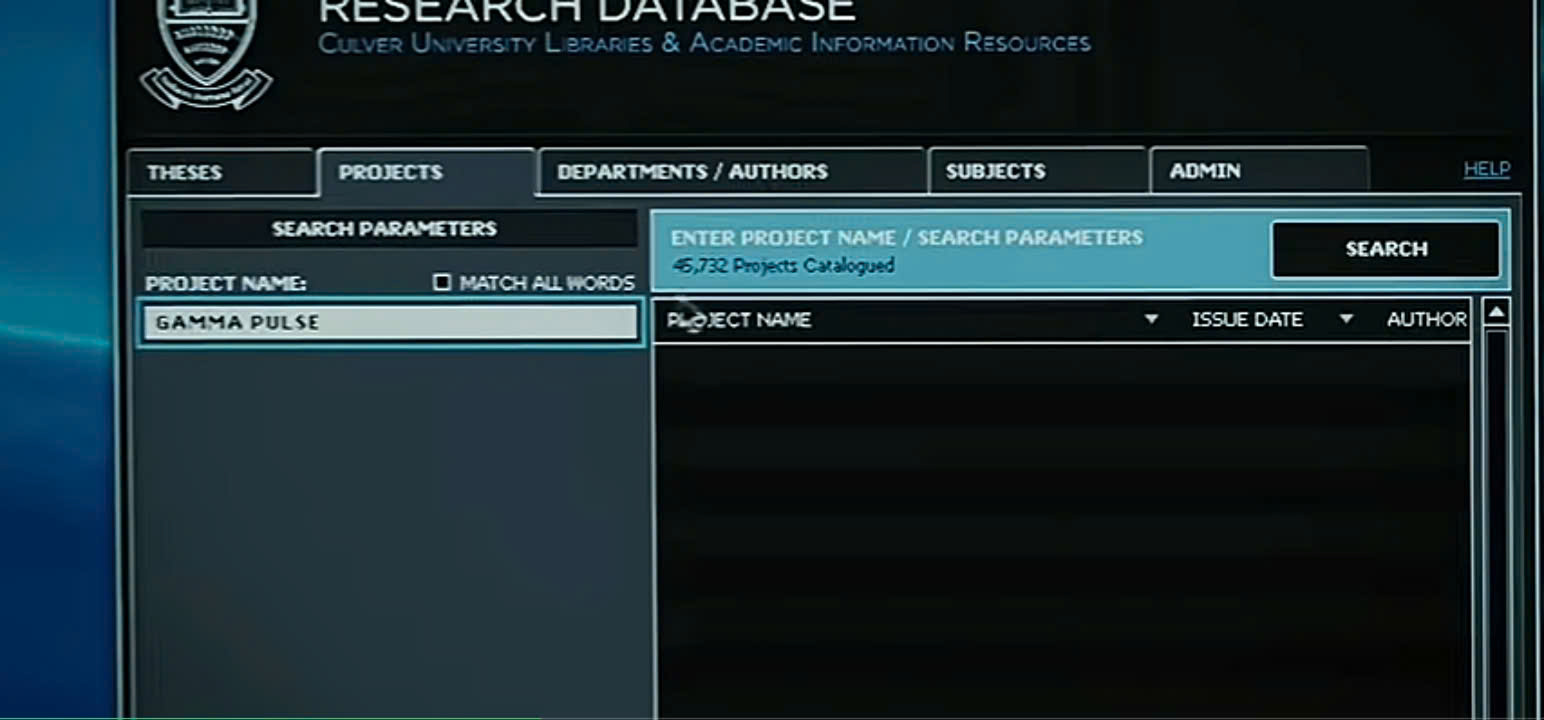 RESEARCH DATABASE
CULVER UNIVERSITY LIBRARIES & ACADEMIC INFORMATION RESOURCES
THESES PROJECTS DEPARTMENTS / AUTHORS SUBJECTS ADMIN HELP
SEARCH PARAMETERS
PROJECT NAME: MATCH ALL WORDS
GAMMA PULSE
ENTER PROJECT NAME / SEARCH PARAMETERS
45,732 Projects Catalogued
SEARCH
PROJECT NAME ISSUE DATE AUTHOR